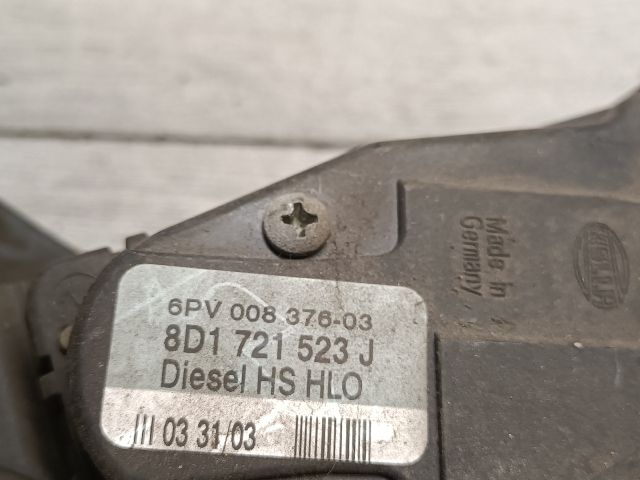 6PV 008 376-03
8D1 721 523 J
Diesel HS HLO
03 31/03
Made in
Germany
HELLA